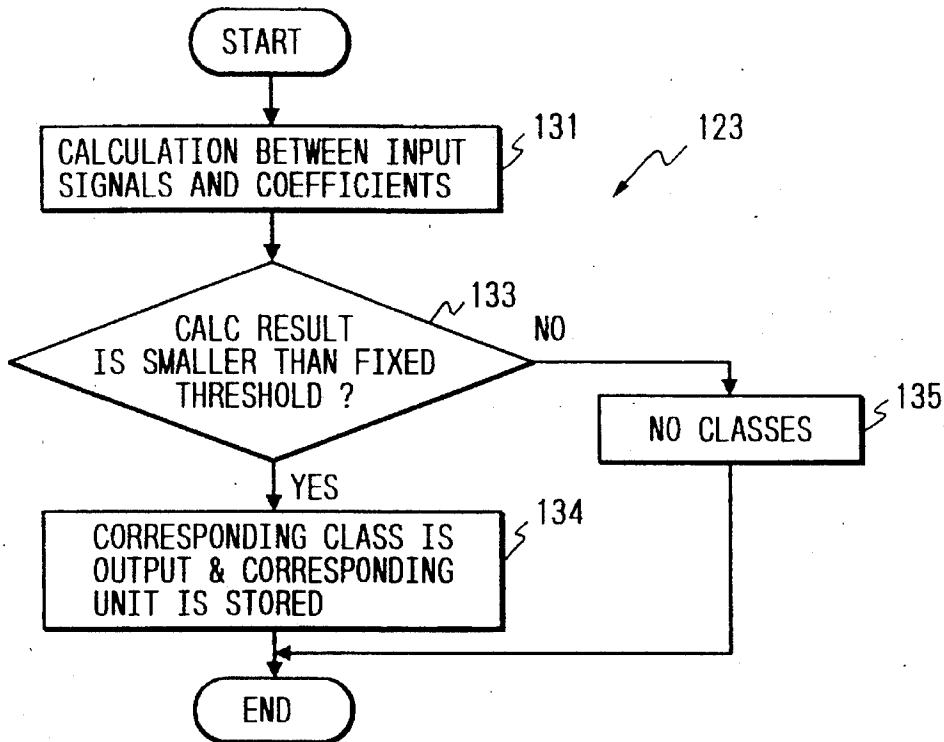 START
131
CALCULATION BETWEEN INPUT
SIGNALS AND COEFFICIENTS
123
133
CALC RESULT
IS SMALLER THAN FIXED
THRESHOLD ?
NO
135
NO CLASSES
YES
134
CORRESPONDING CLASS IS
OUTPUT & CORRESPONDING
UNIT IS STORED
END